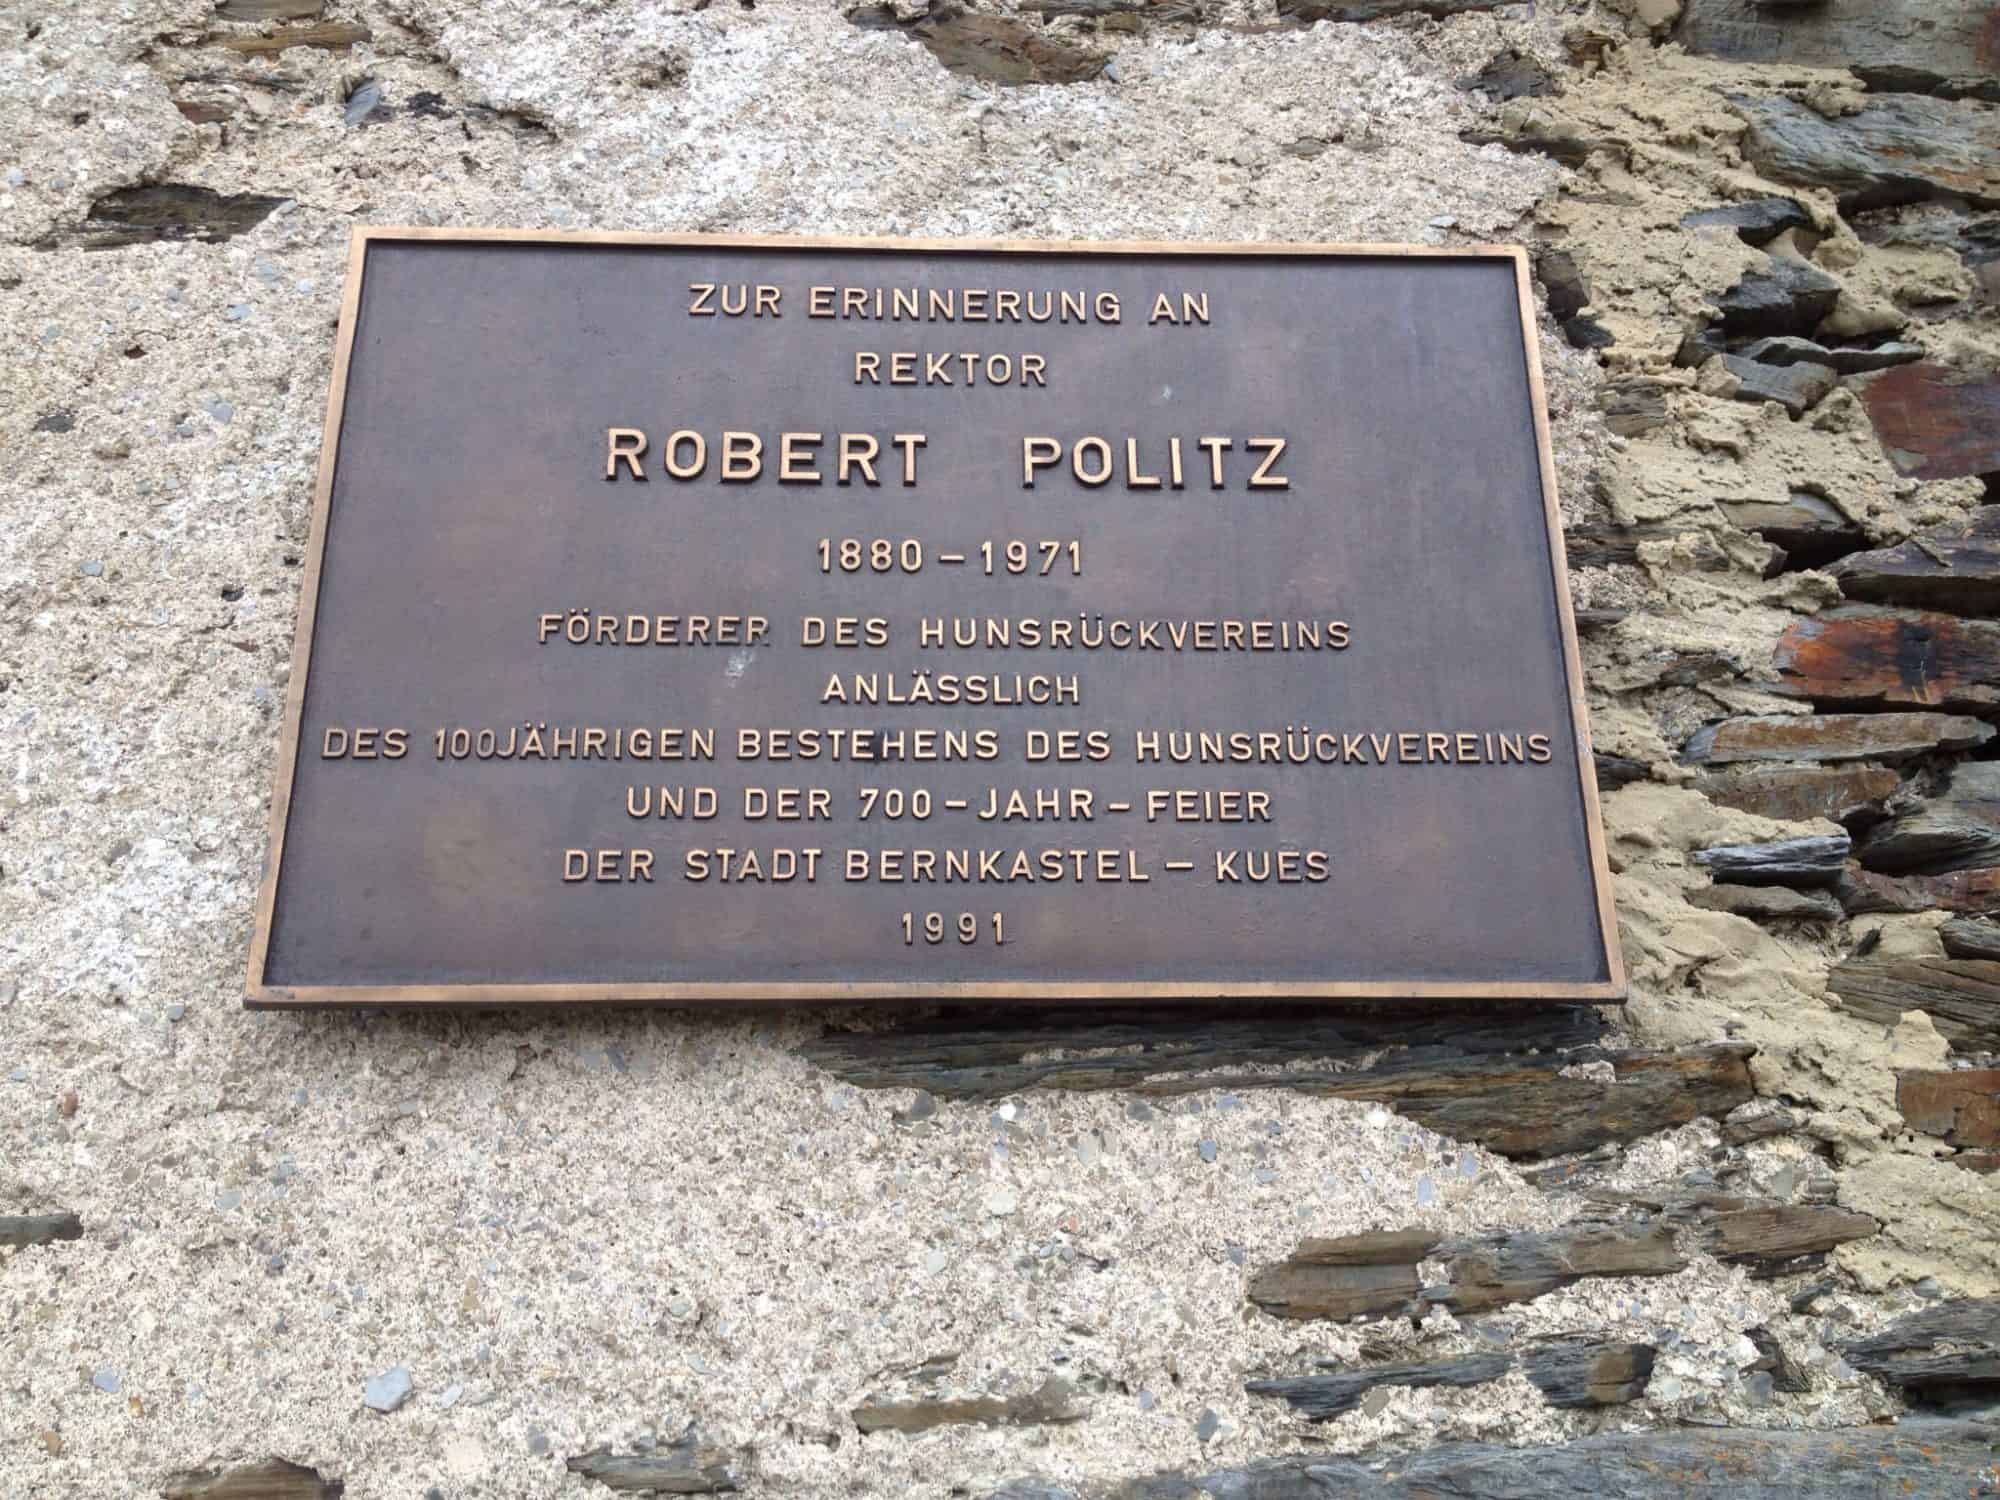 ZUR ERINNERUNG AN
REKTOR
ROBERT POLITZ
1880 – 1971
FÖRDERER DES HUNSRÜCKVEREINS
ANLÄSSLICH
DES 100JÄHRIGEN BESTEHENS DES HUNSRÜCKVEREINS
UND DER 700 – JAHR – FEIER
DER STADT BERNKASTEL – KUES
1991